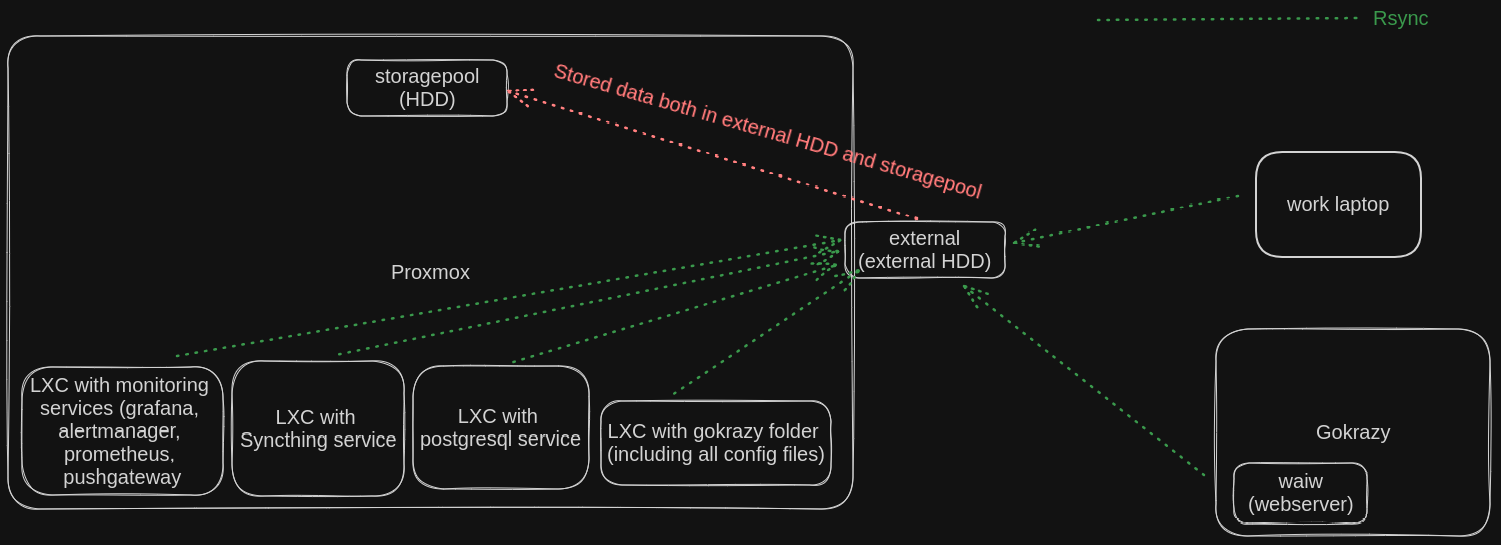 Rsync
storagepool
(HDD)
Stored data both in external HDD and storagepool
work laptop
external
(external HDD)
Proxmox
LXC with monitoring
services (grafana,
alertmanager,
prometheus,
pushgateway
LXC with
Syncthing service
LXC with
postgresql service
LXC with gokrazy folder
(including all config files)
Gokrazy
waiw
(webserver)